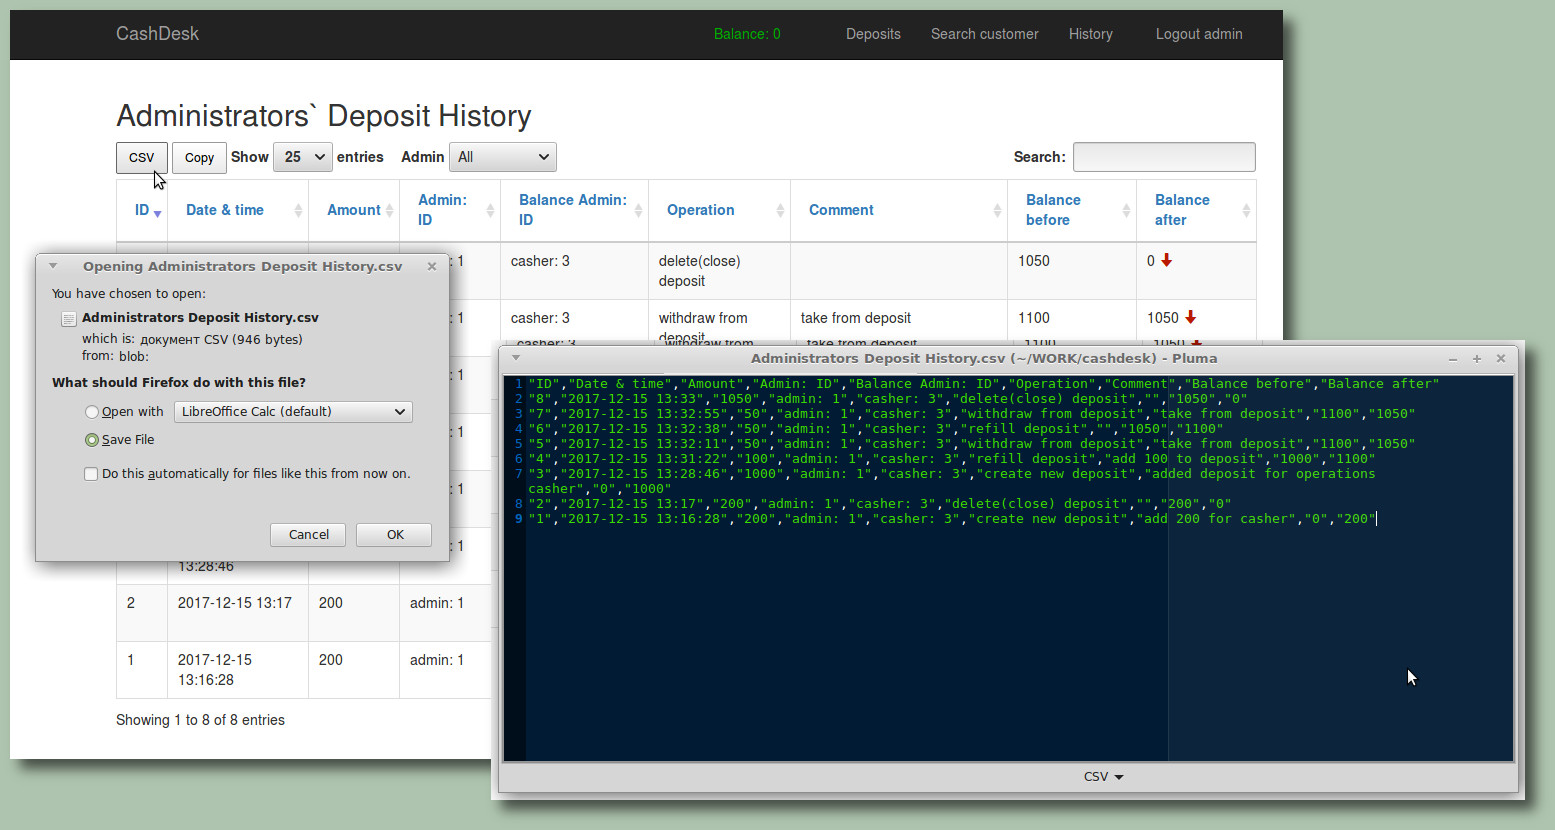 CashDesk
Balance: 0
Deposits
Search customer
History
Logout admin
Administrators` Deposit History
CSV
Copy
Show
25
entries
Admin
All
Search:
ID
Date & time
Amount
Admin: ID
Balance Admin: ID
Operation
Comment
Balance before
Balance after
: 1
casher: 3
delete(close) deposit
1050
0
: 1
casher: 3
withdraw from deposit
take from deposit
1100
1050
casher: 3
withdraw from
take from deposit
1100
1050
: 1
: 1
: 1
: 1
13:28:46
2
2017-12-15 13:17
200
admin: 1
1
2017-12-15 13:16:28
200
admin: 1
Showing 1 to 8 of 8 entries
Opening Administrators Deposit History.csv
You have chosen to open:
Administrators Deposit History.csv
which is: документ CSV (946 bytes)
from: blob:
What should Firefox do with this file?
Open with
LibreOffice Calc (default)
Save File
Do this automatically for files like this from now on.
Cancel
OK
Administrators Deposit History.csv (~/WORK/cashdesk) - Pluma
1 "ID","Date & time","Amount","Admin: ID","Balance Admin: ID","Operation","Comment","Balance before","Balance after"
2 "8","2017-12-15 13:33","1050","admin: 1","casher: 3","delete(close) deposit","","1050","0"
3 "7","2017-12-15 13:32:55","50","admin: 1","casher: 3","withdraw from deposit","take from deposit","1100","1050"
4 "6","2017-12-15 13:32:38","50","admin: 1","casher: 3","refill deposit","","1050","1100"
5 "5","2017-12-15 13:32:11","50","admin: 1","casher: 3","withdraw from deposit","take from deposit","1100","1050"
6 "4","2017-12-15 13:31:22","100","admin: 1","casher: 3","refill deposit","add 100 to deposit","1000","1100"
7 "3","2017-12-15 13:28:46","1000","admin: 1","casher: 3","create new deposit","added deposit for operations
casher","0","1000"
8 "2","2017-12-15 13:17","200","admin: 1","casher: 3","delete(close) deposit","","200","0"
9 "1","2017-12-15 13:16:28","200","admin: 1","casher: 3","create new deposit","add 200 for casher","0","200"
CSV